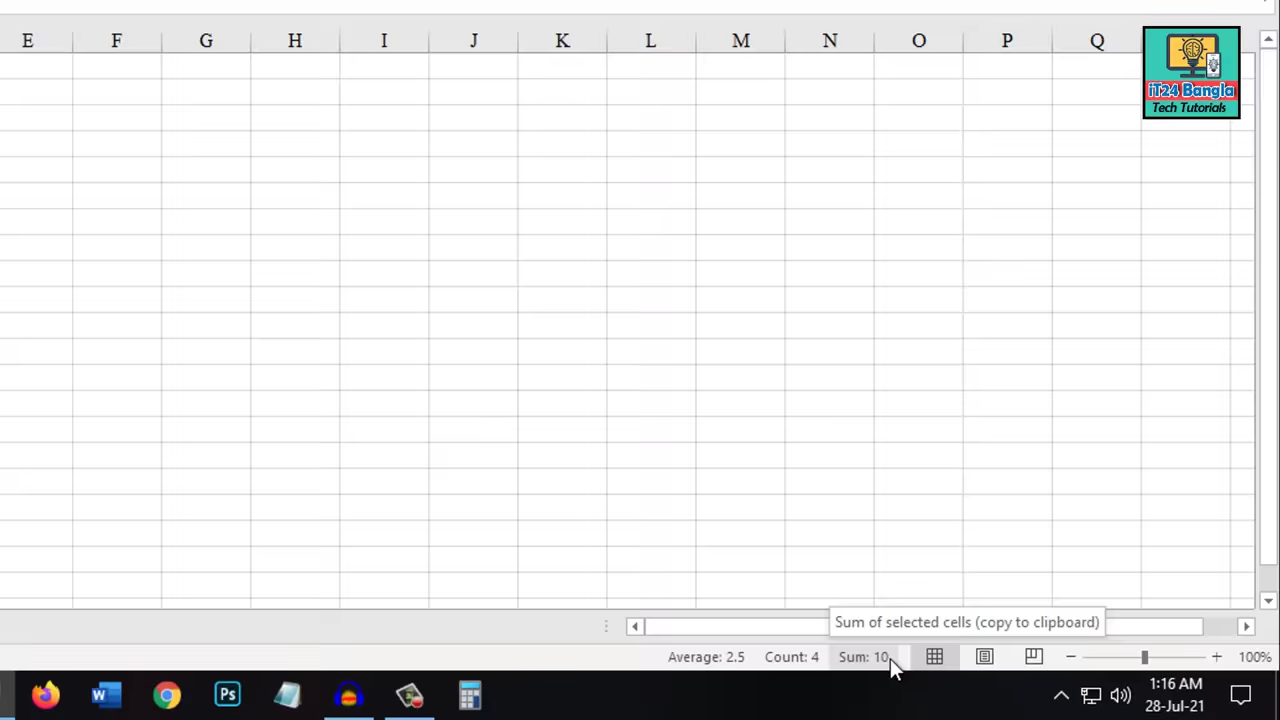 E F G H I J K L M N O P Q
iT24 Bangla
Tech Tutorials
Sum of selected cells (copy to clipboard)
Average: 2.5 Count: 4 Sum: 10 100%
W Ps 1:16 AM
28-Jul-21